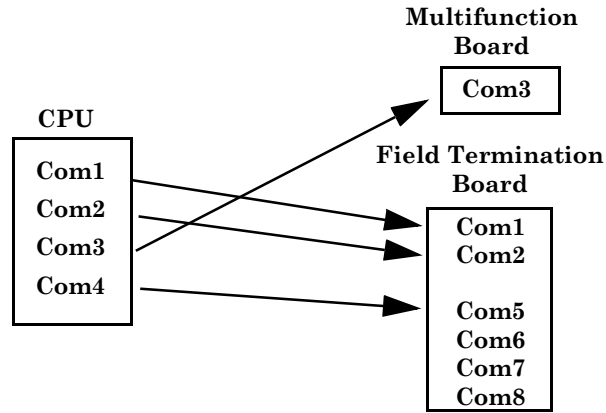 Multifunction
Board
Com3
CPU
Com1
Com2
Com3
Com4
Field Termination
Board
Com1
Com2
Com5
Com6
Com7
Com8